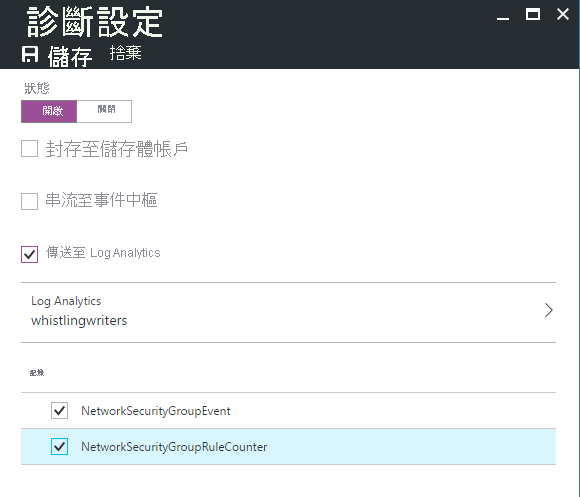 診斷設定
儲存 捨棄
狀態
開啟 關閉
封存至儲存體帳戶
串流至事件中樞
傳送至 Log Analytics
Log Analytics
whistlingwriters
記錄
NetworkSecurityGroupEvent
NetworkSecurityGroupRuleCounter